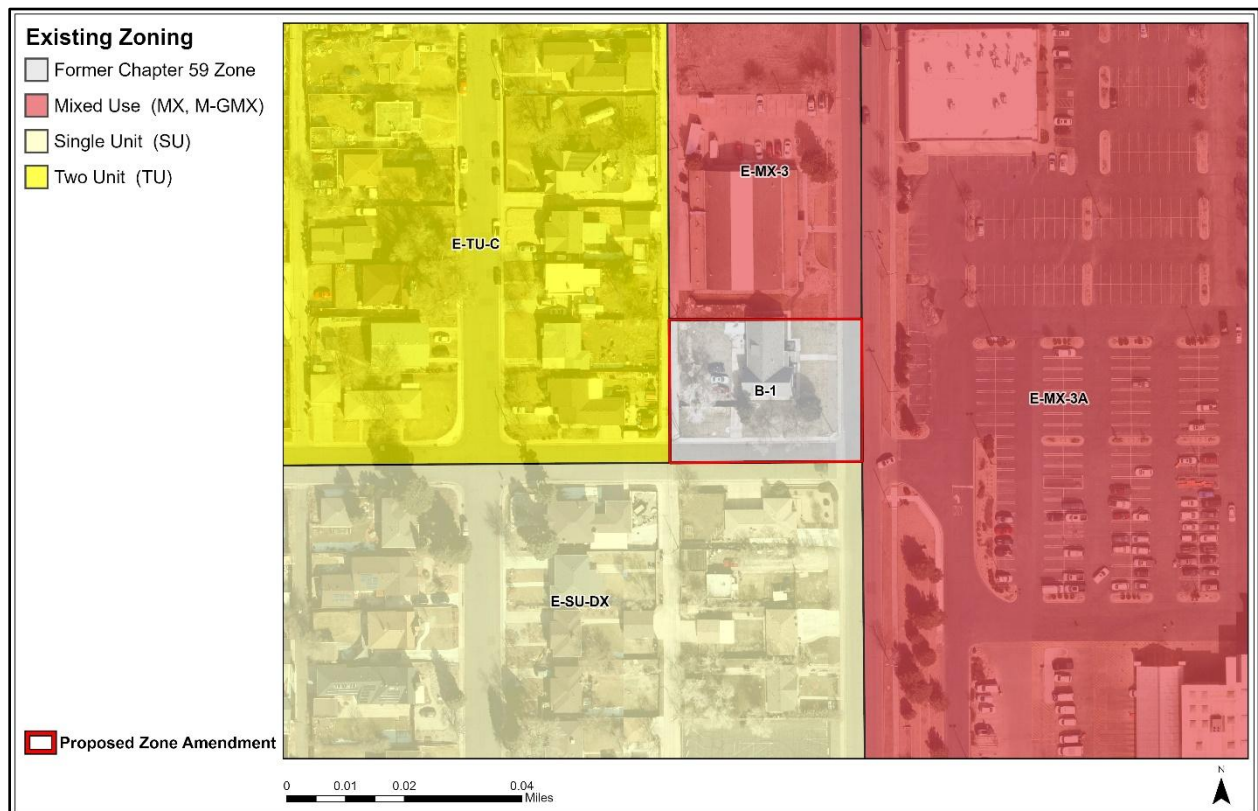 Existing Zoning
Former Chapter 59 Zone
Mixed Use (MX, M-GMX)
Single Unit (SU)
Two Unit (TU)
Proposed Zone Amendment
E-MX-3
E-TU-C
B-1
E-MX-3A
E-SU-DX
0 0.01 0.02 0.04
Miles
N